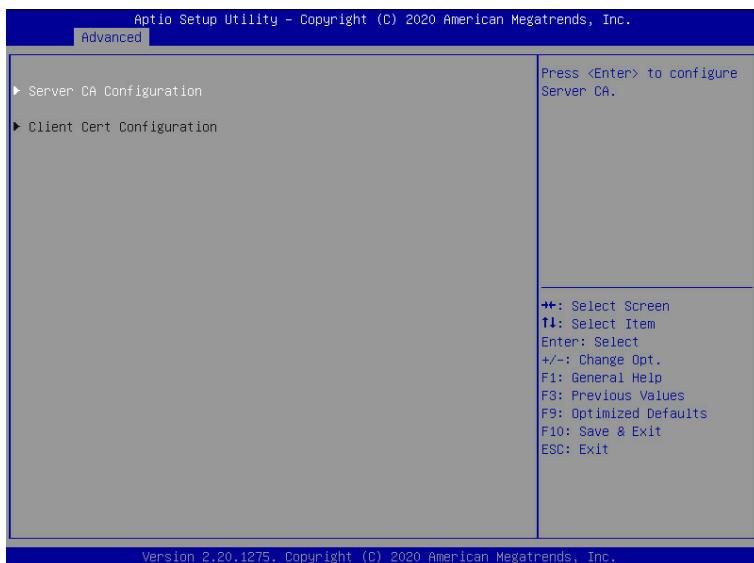 Aptio Setup Utility – Copyright (C) 2020 American Megatrends, Inc.
Advanced
▶ Server CA Configuration
▶ Client Cert Configuration
Press <Enter> to configure
Server CA.
→←: Select Screen
↑↓: Select Item
Enter: Select
+/-: Change Opt.
F1: General Help
F3: Previous Values
F9: Optimized Defaults
F10: Save & Exit
ESC: Exit
Version 2.20.1275. Copyright (C) 2020 American Megatrends, Inc.